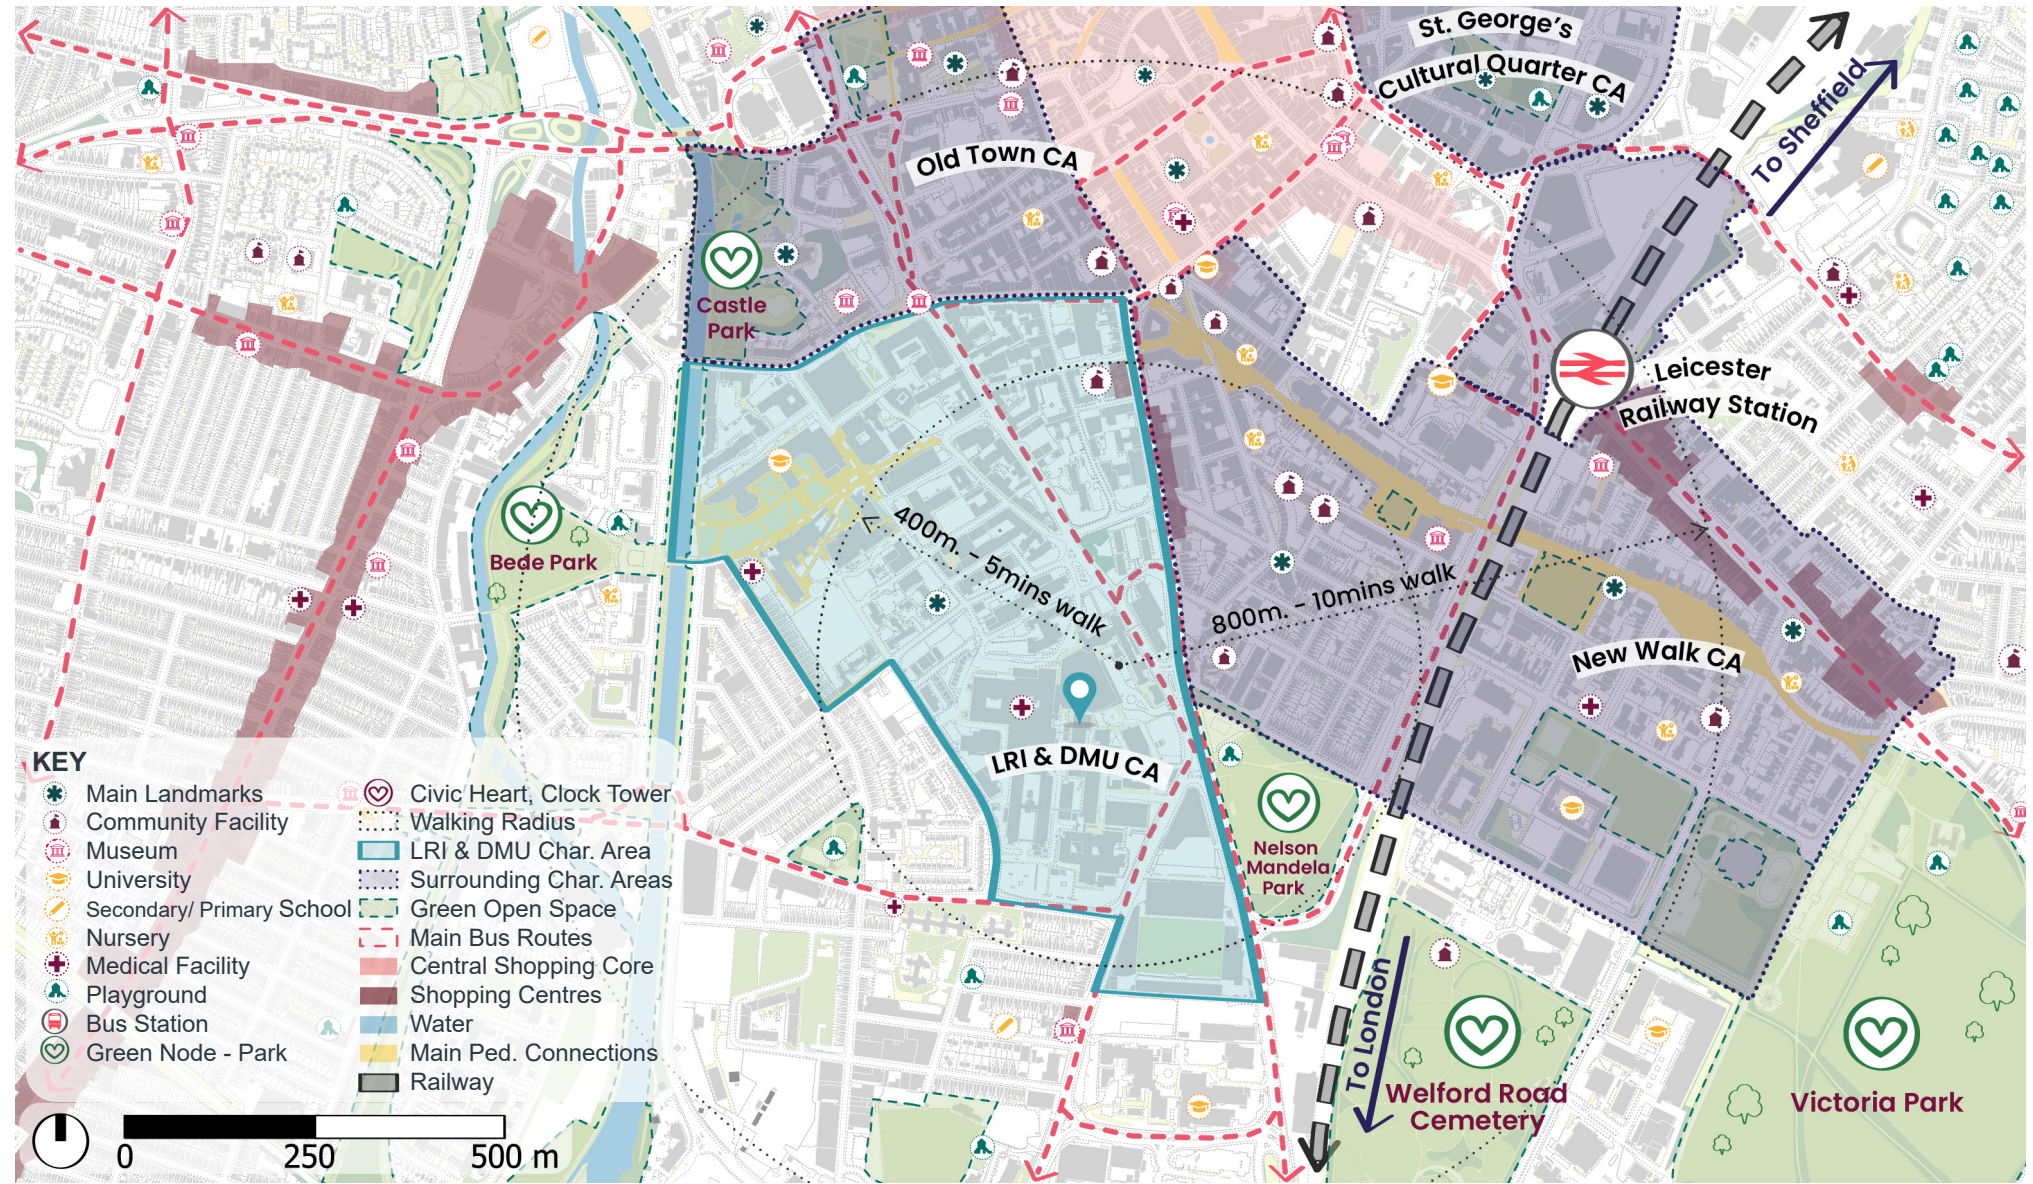 St. George's
Cultural Quarter CA
To Sheffield
Old Town CA
Castle
Park
Leicester
Railway Station
400m. - 5mins walk
Bede Park
800m. - 10mins walk
New Walk CA
LRI & DMU CA
Nelson
Mandela
Park
To London
Welford Road
Cemetery
Victoria Park
KEY
Main Landmarks
Community Facility
Museum
University
Secondary/ Primary School
Nursery
Medical Facility
Playground
Bus Station
Green Node - Park
Civic Heart, Clock Tower
Walking Radius
LRI & DMU Char. Area
Surrounding Char. Areas
Green Open Space
Main Bus Routes
Central Shopping Core
Shopping Centres
Water
Main Ped. Connections
Railway
0 250 500 m